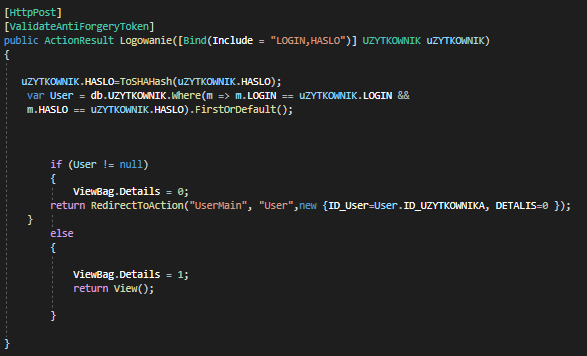 [HttpPost]
[ValidateAntiForgeryToken]
public ActionResult Logowanie([Bind(Include = "LOGIN,HASLO")] UZYTKOWNIK uZYTKOWNIK)
{
uZYTKOWNIK.HASLO=ToSHAHash(uZYTKOWNIK.HASLO);
var User = db.UZYTKOWNIK.Where(m => m.LOGIN == uZYTKOWNIK.LOGIN &&
m.HASLO == uZYTKOWNIK.HASLO).FirstOrDefault();
if (User != null)
{
ViewBag.Details = 0;
return RedirectToAction("UserMain", "User",new {ID_User=User.ID_UZYTKOWNIKA, DETALIS=0 });
}
else
{
ViewBag.Details = 1;
return View();
}
}